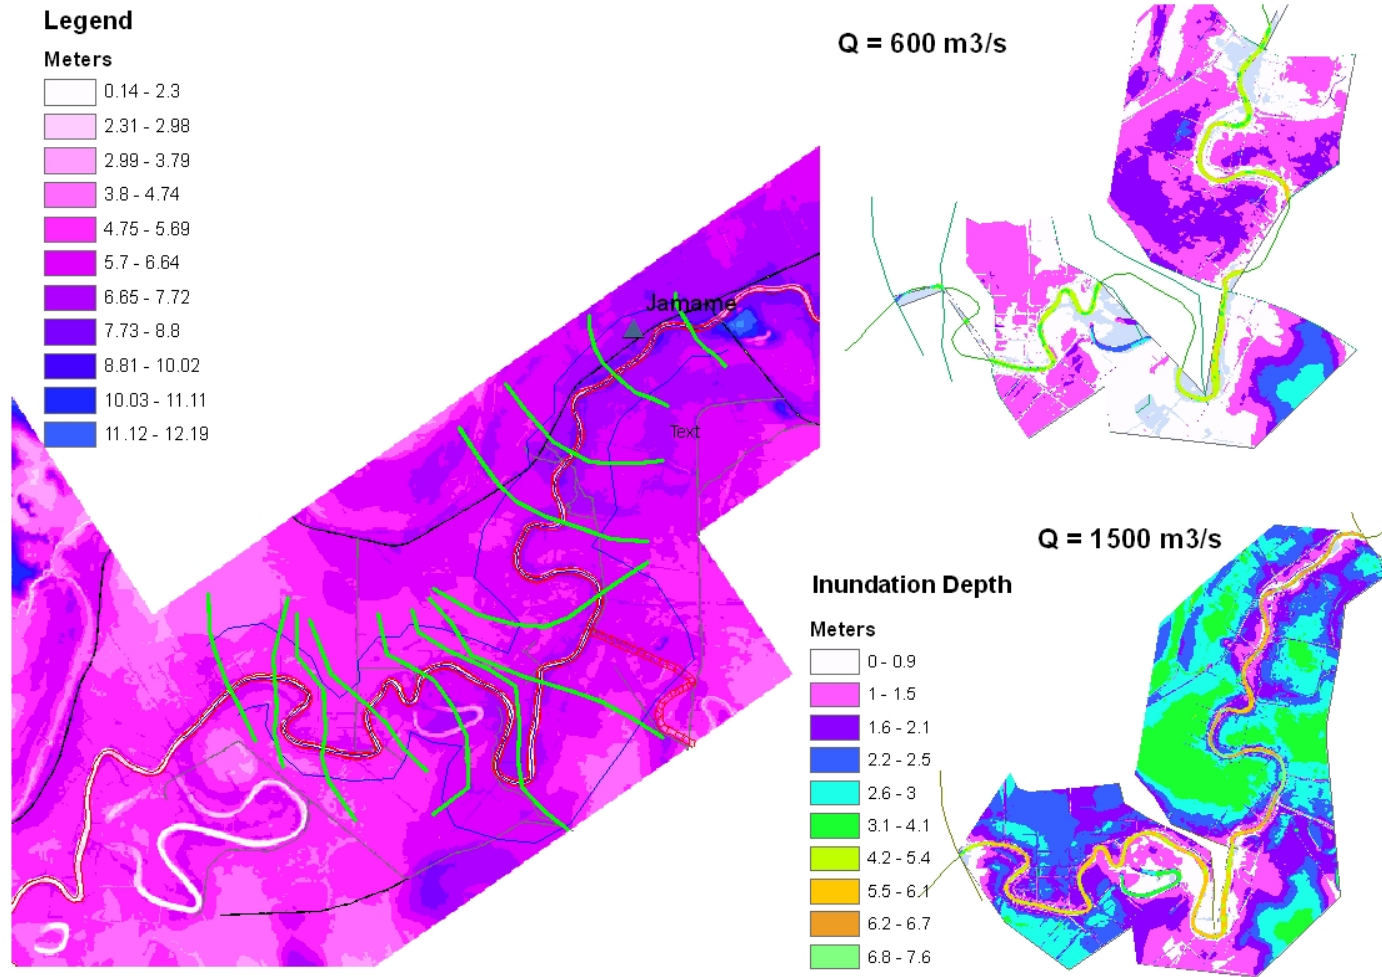 Legend
Meters
0.14 - 2.3
2.31 - 2.98
2.99 - 3.79
3.8 - 4.74
4.75 - 5.69
5.7 - 6.64
6.65 - 7.72
7.73 - 8.8
8.81 - 10.02
10.03 - 11.11
11.12 - 12.19
Jamame
Text
Q = 600 m3/s
Q = 1500 m3/s
Inundation Depth
Meters
0 - 0.9
1 - 1.5
1.6 - 2.1
2.2 - 2.5
2.6 - 3
3.1 - 4.1
4.2 - 5.4
5.5 - 6.1
6.2 - 6.7
6.8 - 7.6